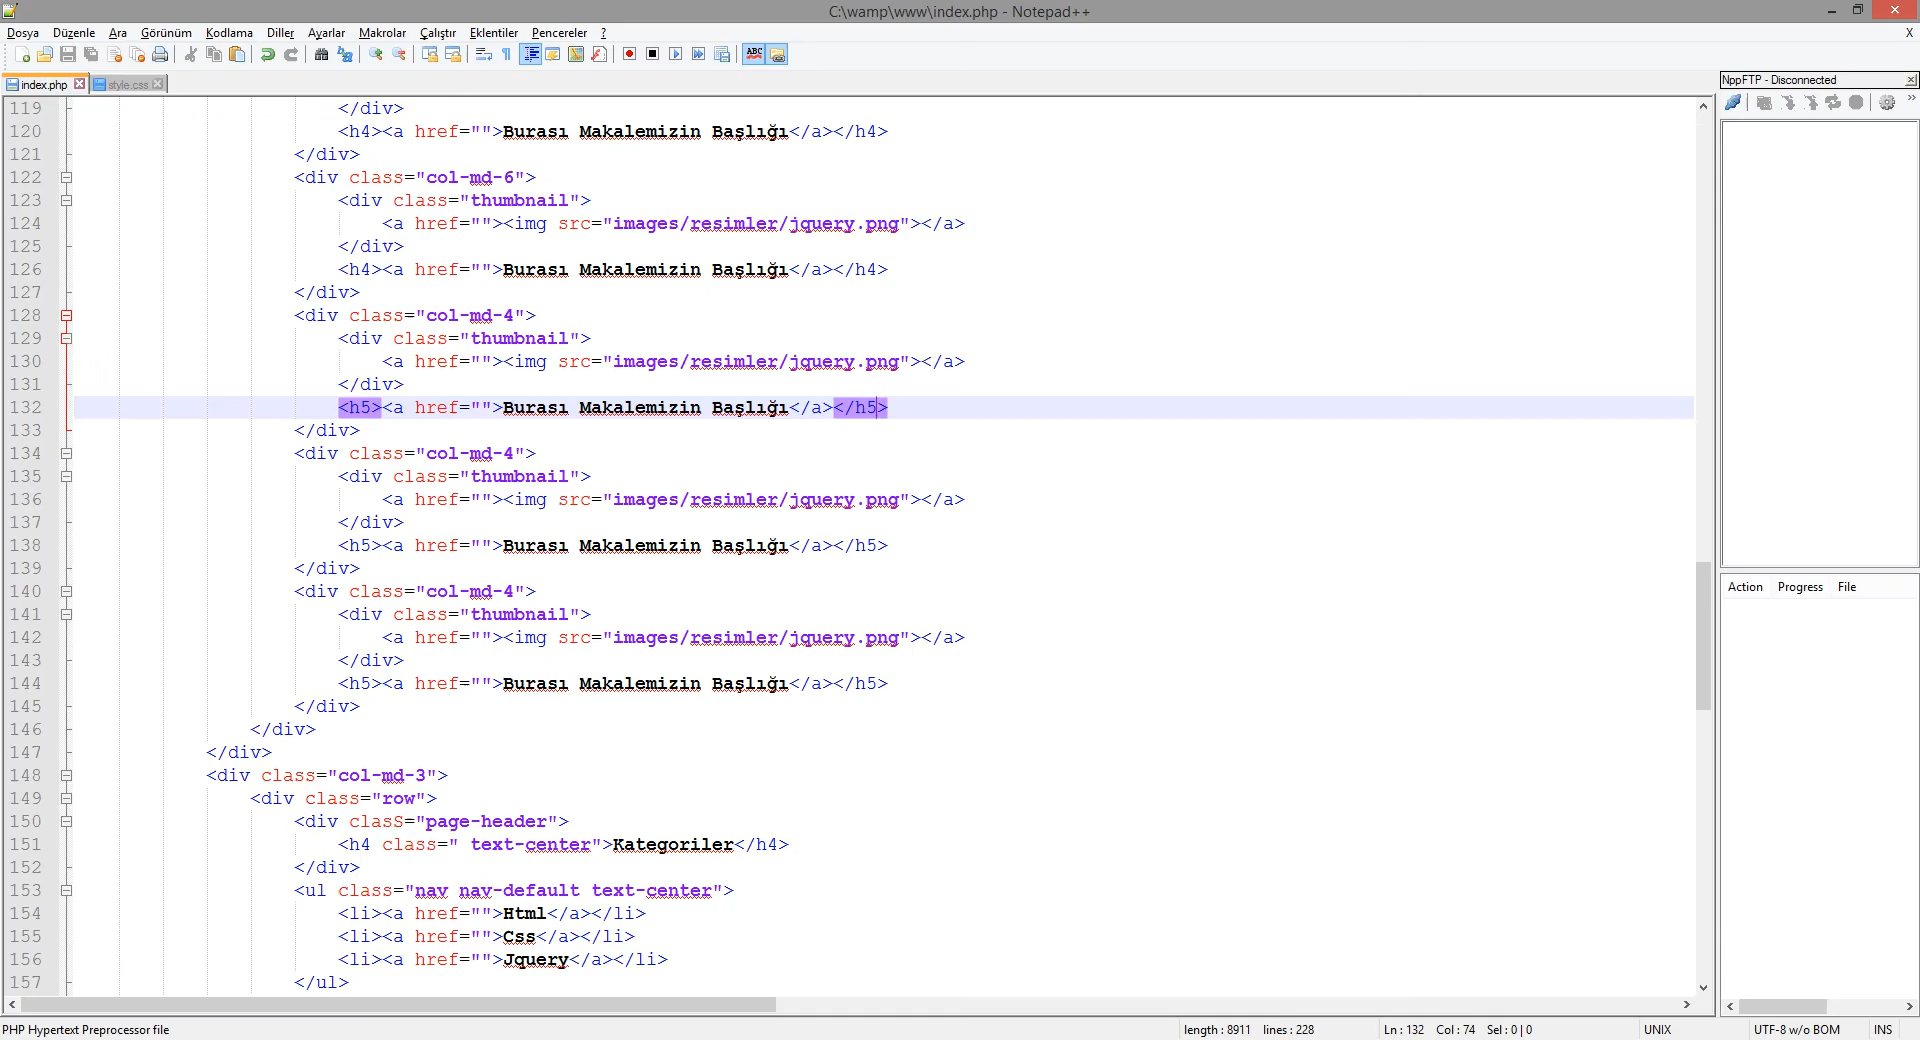 C:\wamp\www\index.php - Notepad++
Dosya Düzenle Ara Görünüm Kodlama Diller Ayarlar Makrolar Çalıştır Eklentiler Pencereler ? X
index.php style.css
NppFTP - Disconnected
119 </div>
120 <h4><a href="">Burası Makalemizin Başlığı</a></h4>
121 </div>
122 <div class="col-md-6">
123 <div class="thumbnail">
124 <a href=""><img src="images/resimler/jquery.png"></a>
125 </div>
126 <h4><a href="">Burası Makalemizin Başlığı</a></h4>
127 </div>
128 <div class="col-md-4">
129 <div class="thumbnail">
130 <a href=""><img src="images/resimler/jquery.png"></a>
131 </div>
132 <h5><a href="">Burası Makalemizin Başlığı</a></h5>
133 </div>
134 <div class="col-md-4">
135 <div class="thumbnail">
136 <a href=""><img src="images/resimler/jquery.png"></a>
137 </div>
138 <h5><a href="">Burası Makalemizin Başlığı</a></h5>
139 </div>
140 <div class="col-md-4">
141 <div class="thumbnail">
142 <a href=""><img src="images/resimler/jquery.png"></a>
143 </div>
144 <h5><a href="">Burası Makalemizin Başlığı</a></h5>
145 </div>
146 </div>
147 </div>
148 <div class="col-md-3">
149 <div class="row">
150 <div clasS="page-header">
151 <h4 class=" text-center">Kategoriler</h4>
152 </div>
153 <ul class="nav nav-default text-center">
154 <li><a href="">Html</a></li>
155 <li><a href="">Css</a></li>
156 <li><a href="">Jquery</a></li>
157 </ul>
Action Progress File
PHP Hypertext Preprocessor file length : 8911 lines : 228 Ln : 132 Col : 74 Sel : 0 | 0 UNIX UTF-8 w/o BOM INS